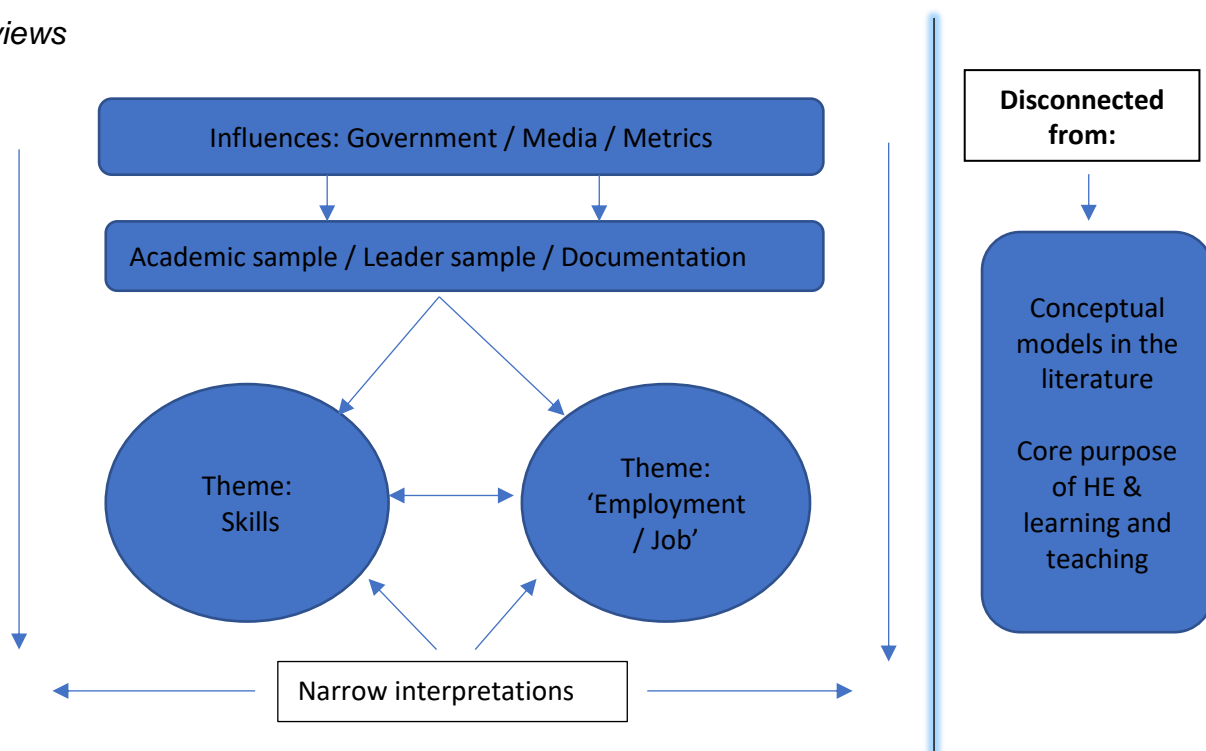 views
Influences: Government / Media / Metrics
Academic sample / Leader sample / Documentation
Theme:
Skills
Theme:
‘Employment
/ Job’
Narrow interpretations
Disconnected
from:
Conceptual
models in the
literature
Core purpose
of HE &
learning and
teaching